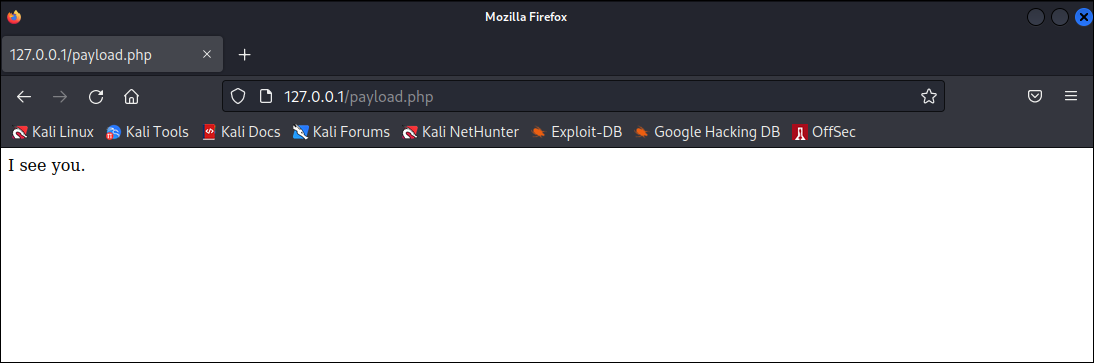 Mozilla Firefox
127.0.0.1/payload.php
127.0.0.1/payload.php
Kali Linux Kali Tools Kali Docs Kali Forums Kali NetHunter Exploit-DB Google Hacking DB OffSec
I see you.